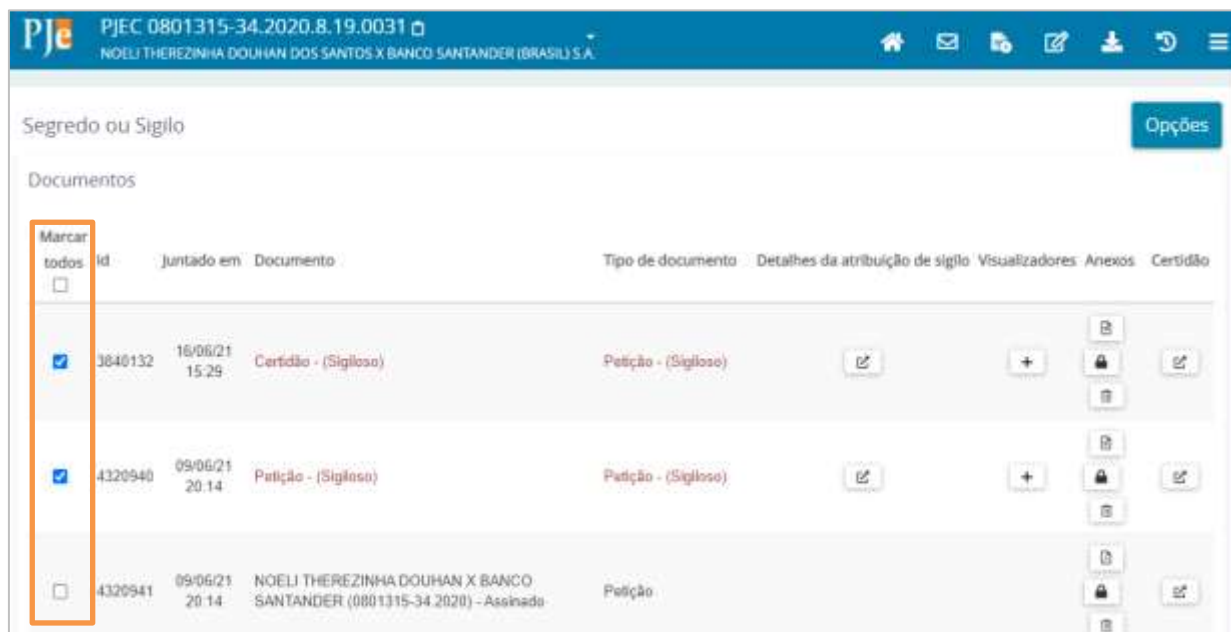 PJe PJEC 0801315-34.2020.8.19.0031
NOELI THEREZINHA DOUHAN DOS SANTOS X BANCO SANTANDER (BRASIL) S.A.
Segredo ou Sigilo Opções
Documentos
Marcar todos Id Juntado em Documento Tipo de documento Detalhes da atribuição de sigilo Visualizadores Anexos Certidão
3840132 16/06/21 15:29 Certidão - (Sigiloso) Petição - (Sigiloso)
4320940 09/06/21 20:14 Petição - (Sigiloso) Petição - (Sigiloso)
4320941 09/06/21 20:14 NOELI THEREZINHA DOUHAN X BANCO SANTANDER (0801315-34.2020) - Assinado Petição